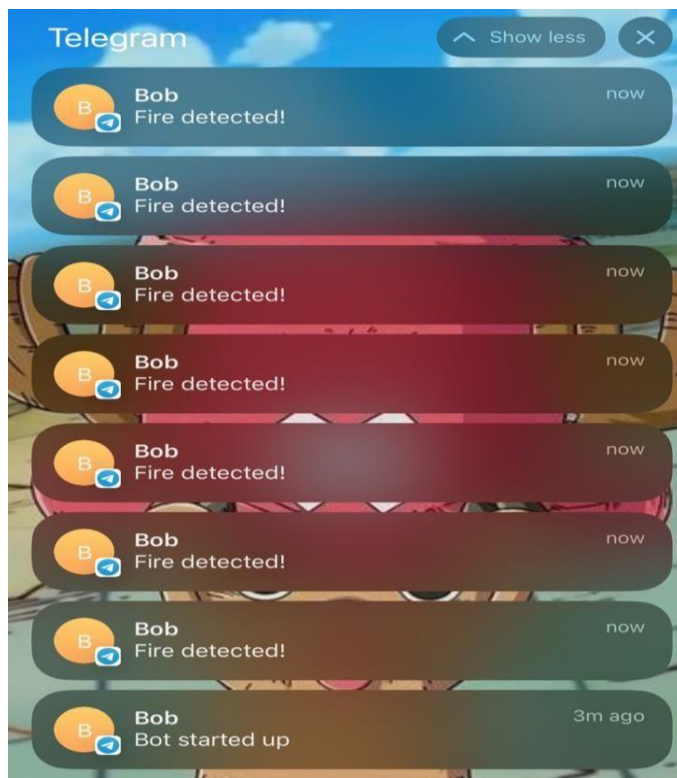 Telegram
Show less
B
Bob
now
Fire detected!
B
Bob
now
Fire detected!
B
Bob
now
Fire detected!
B
Bob
now
Fire detected!
B
Bob
now
Fire detected!
B
Bob
now
Fire detected!
B
Bob
now
Fire detected!
B
Bob
3m ago
Bot started up